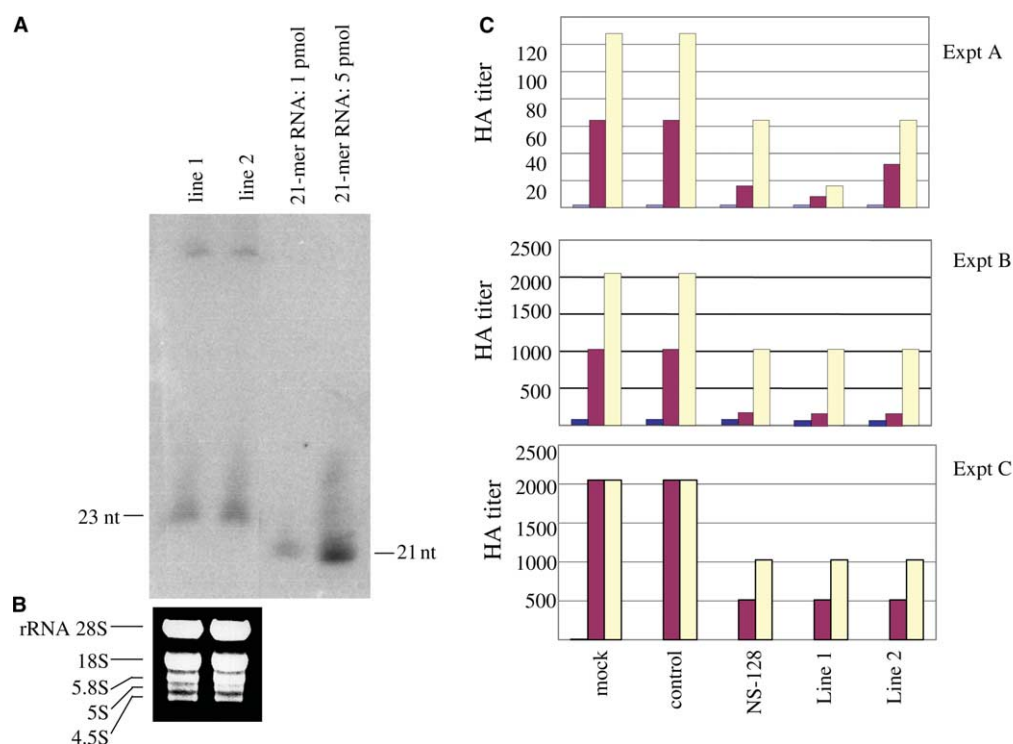 A
line 1
line 2
21-mer RNA: 1 pmol
21-mer RNA: 5 pmol
23 nt
21 nt
B
rRNA 28S
18S
5.8S
5S
4.5S
C
Expt A
HA titer
120
100
80
60
40
20
Expt B
HA titer
2500
2000
1500
1000
500
Expt C
HA titer
2500
2000
1500
1000
500
mock
control
NS-128
Line 1
Line 2